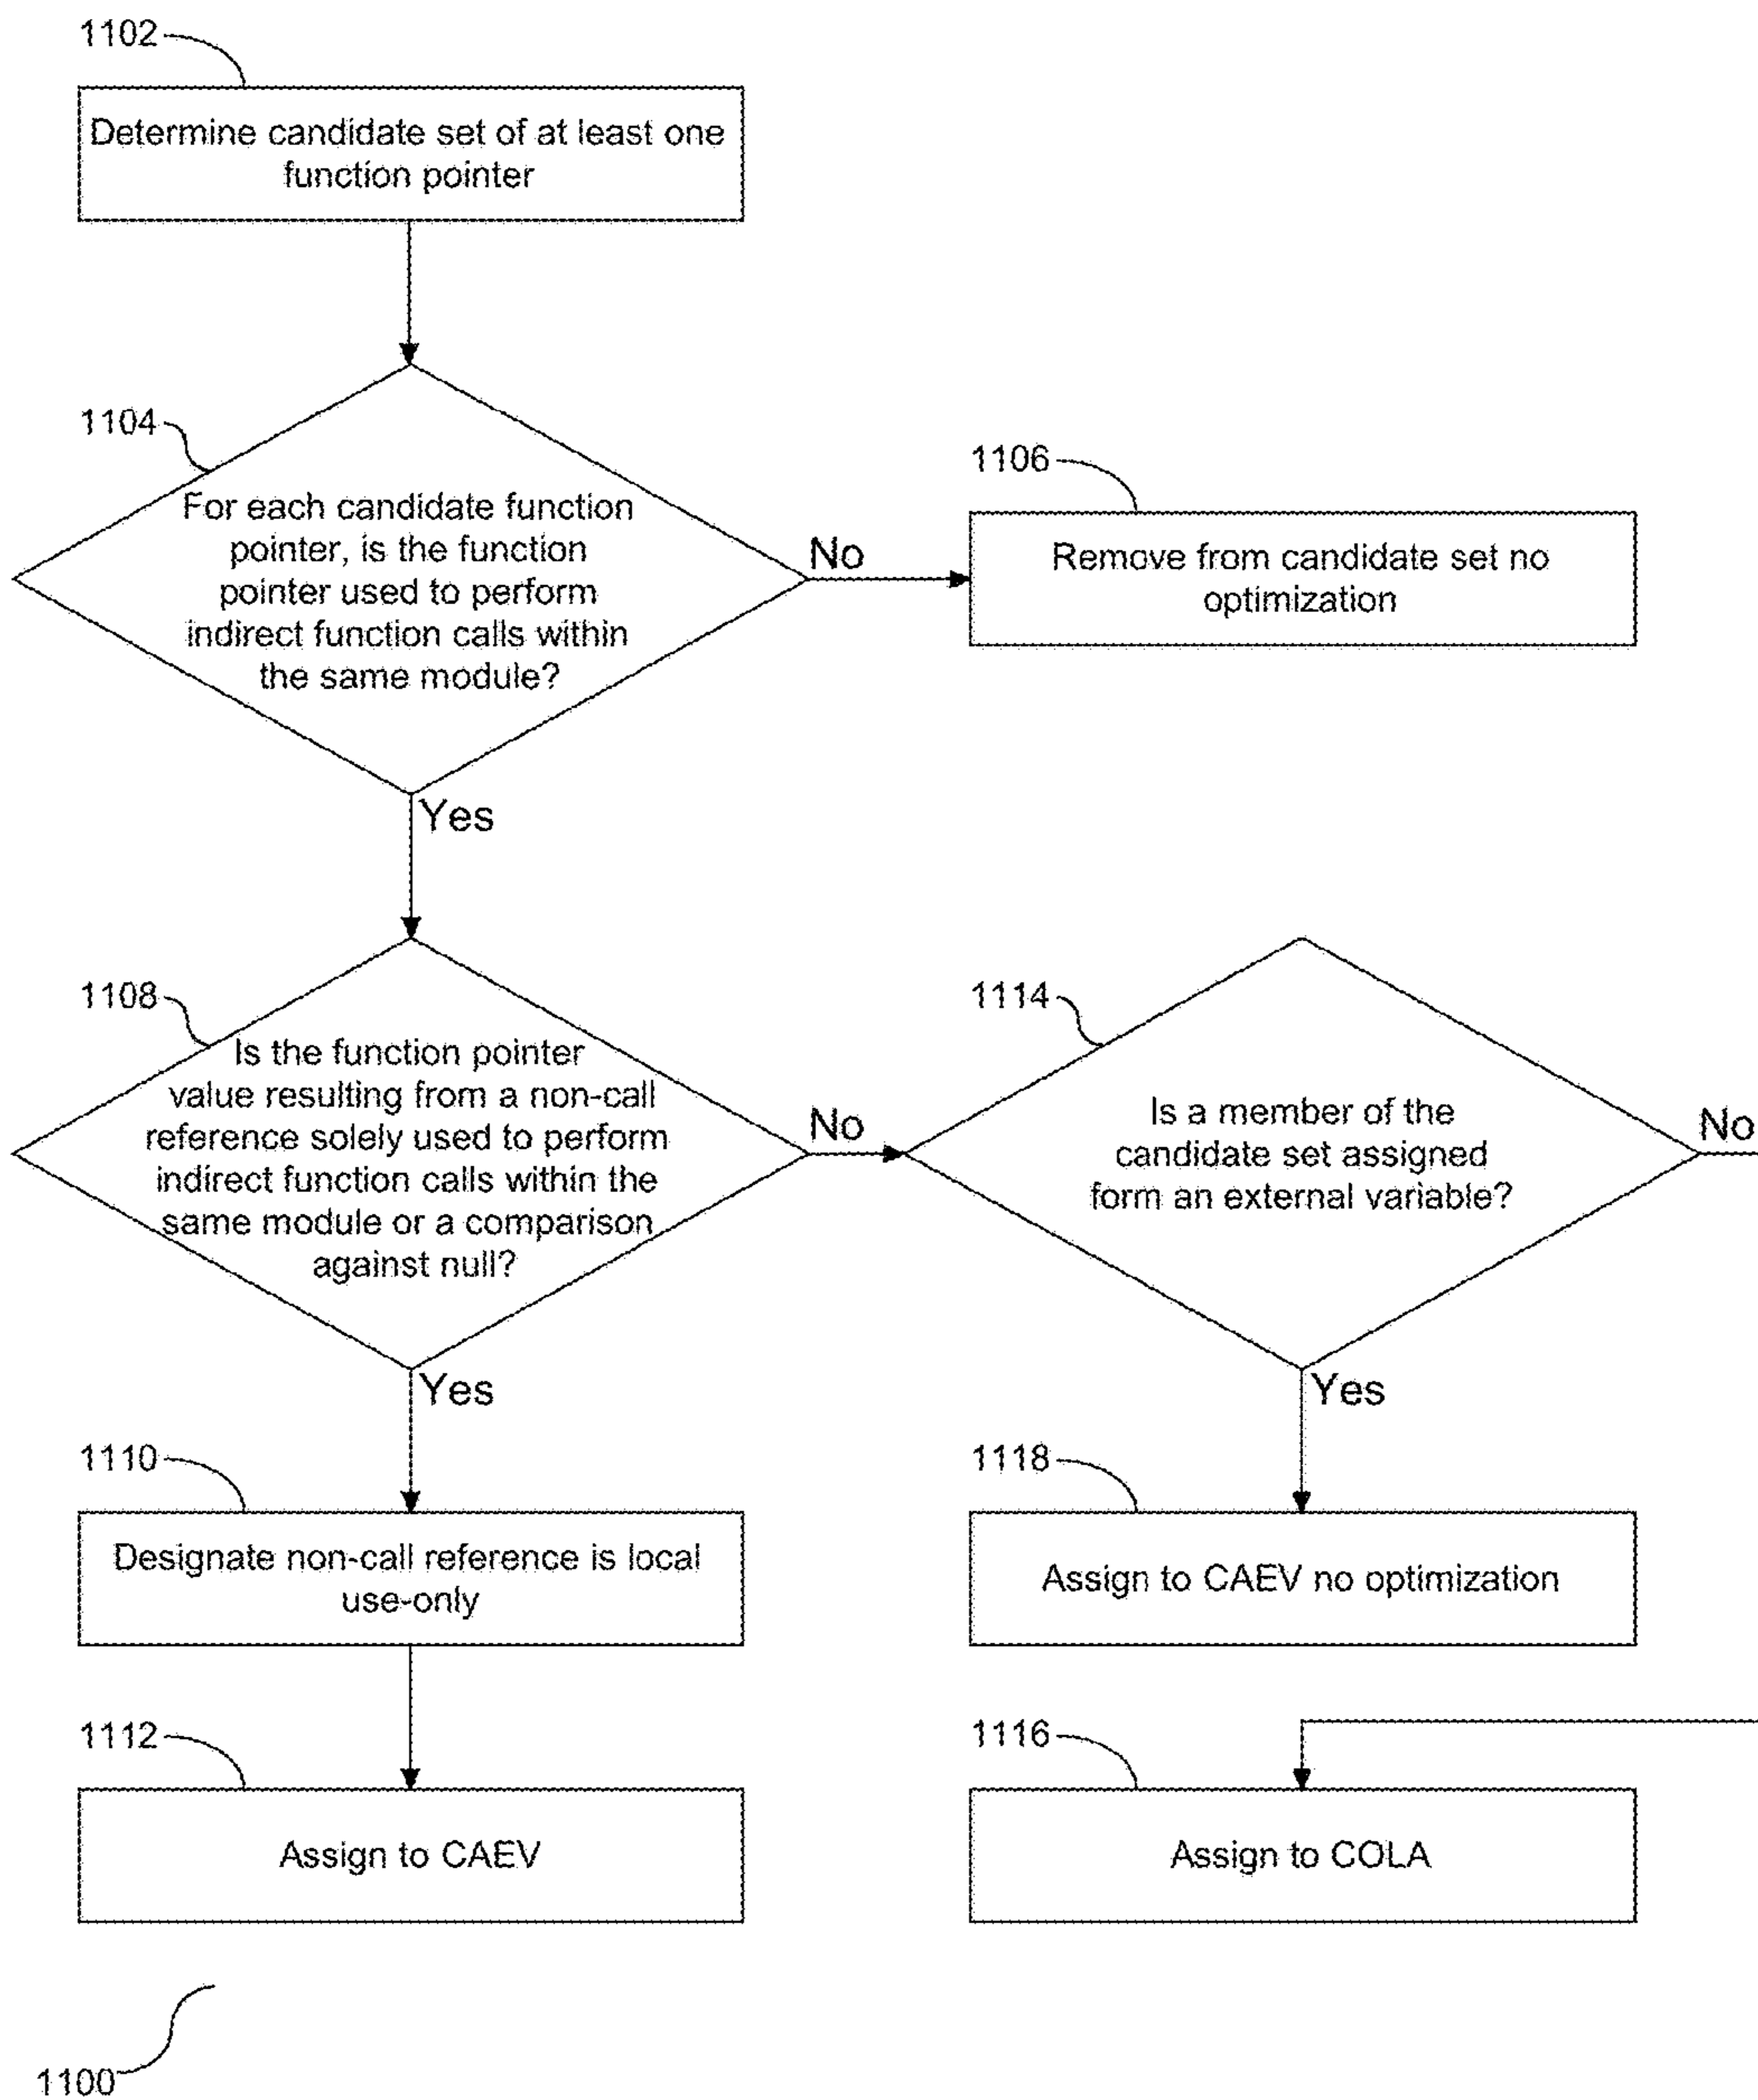 1102
Determine candidate set of at least one
function pointer
1104
For each candidate function
pointer, is the function
pointer used to perform
indirect function calls within
the same module?
No
1106
Remove from candidate set no
optimization
Yes
1108
Is the function pointer
value resulting from a non-call
reference solely used to perform
indirect function calls within the
same module or a comparison
against null?
No
1114
Is a member of the
candidate set assigned
form an external variable?
No
Yes
Yes
1110
Designate non-call reference is local
use-only
1118
Assign to CAEV no optimization
1112
Assign to CAEV
1116
Assign to COLA
1100